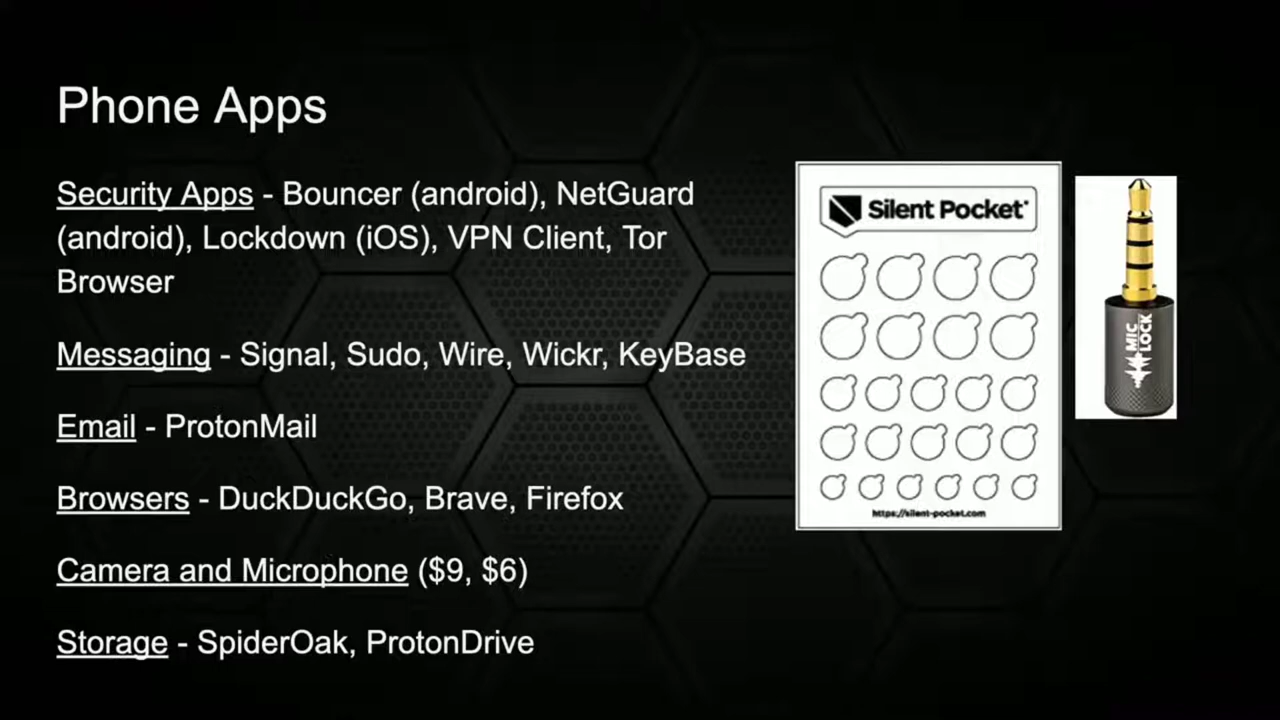 Phone Apps
Security Apps - Bouncer (android), NetGuard
(android), Lockdown (iOS), VPN Client, Tor
Browser
Messaging - Signal, Sudo, Wire, Wickr, KeyBase
Email - ProtonMail
Browsers - DuckDuckGo, Brave, Firefox
Camera and Microphone ($9, $6)
Storage - SpiderOak, ProtonDrive
Silent Pocket
https://silent-pocket.com
MIC
LOCK